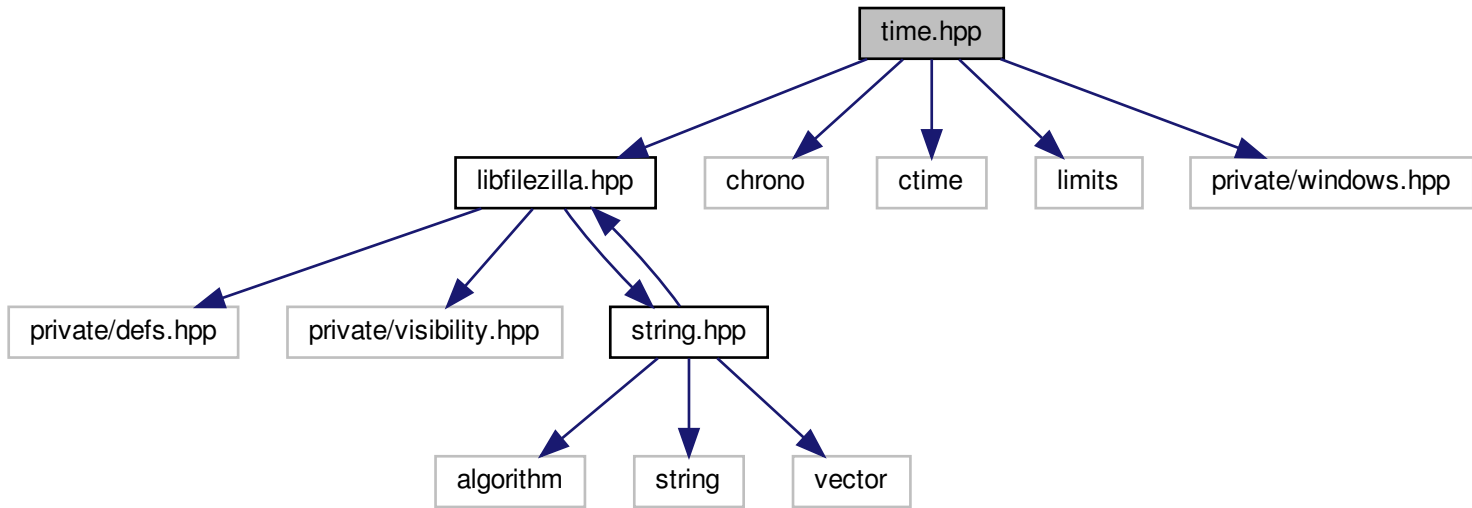 time.hpp
libfilezilla.hpp
chrono
ctime
limits
private/windows.hpp
private/defs.hpp
private/visibility.hpp
string.hpp
algorithm
string
vector